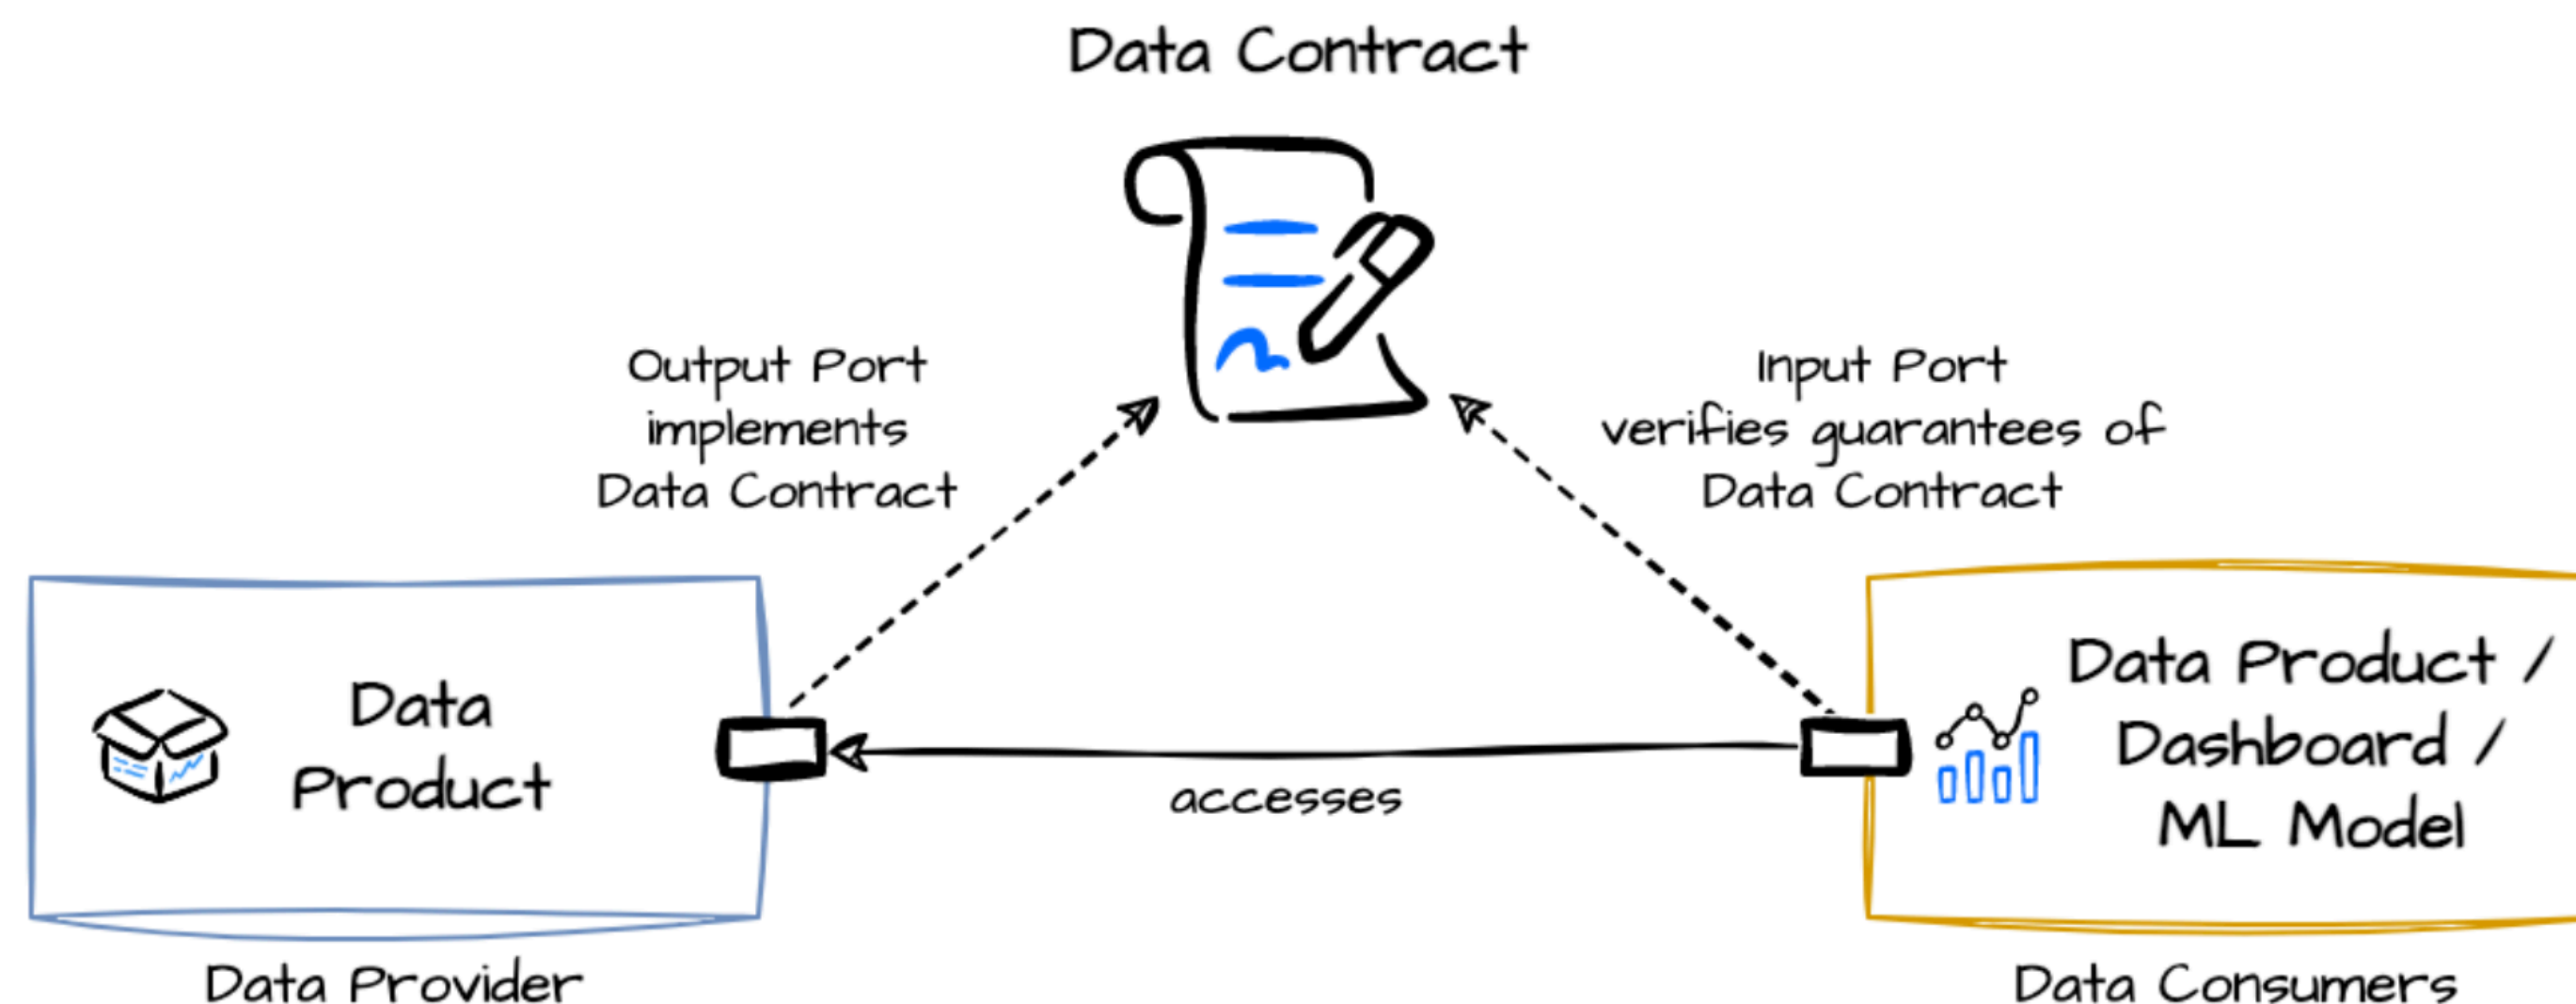 Data Contract
Output Port
implements
Data Contract
Input Port
verifies guarantees of
Data Contract
Data
Product
accesses
Data Product /
Dashboard /
ML Model
Data Provider
Data Consumers